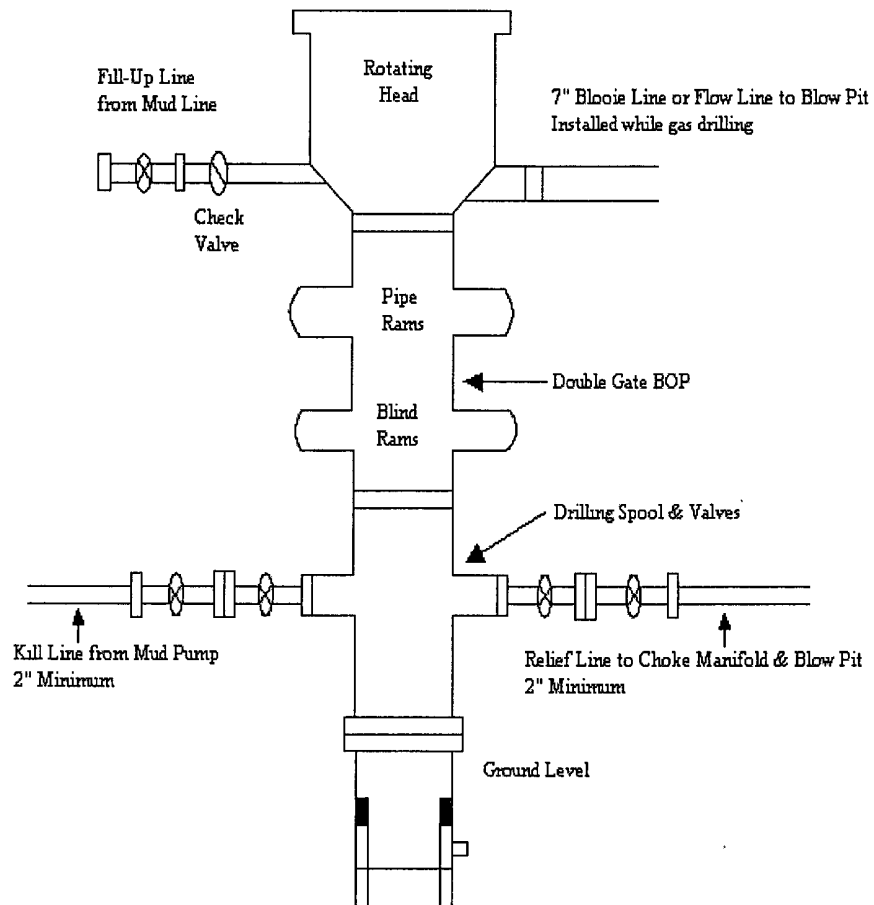 Rotating
Head
Fill-Up Line
from Mud Line
7" Blooie Line or Flow Line to Blow Pit
Installed while gas drilling
Check
Valve
Pipe
Rams
Double Gate BOP
Blind
Rams
Drilling Spool & Valves
Kill Line from Mud Pump
2" Minimum
Relief Line to Choke Manifold & Blow Pit
2" Minimum
Ground Level